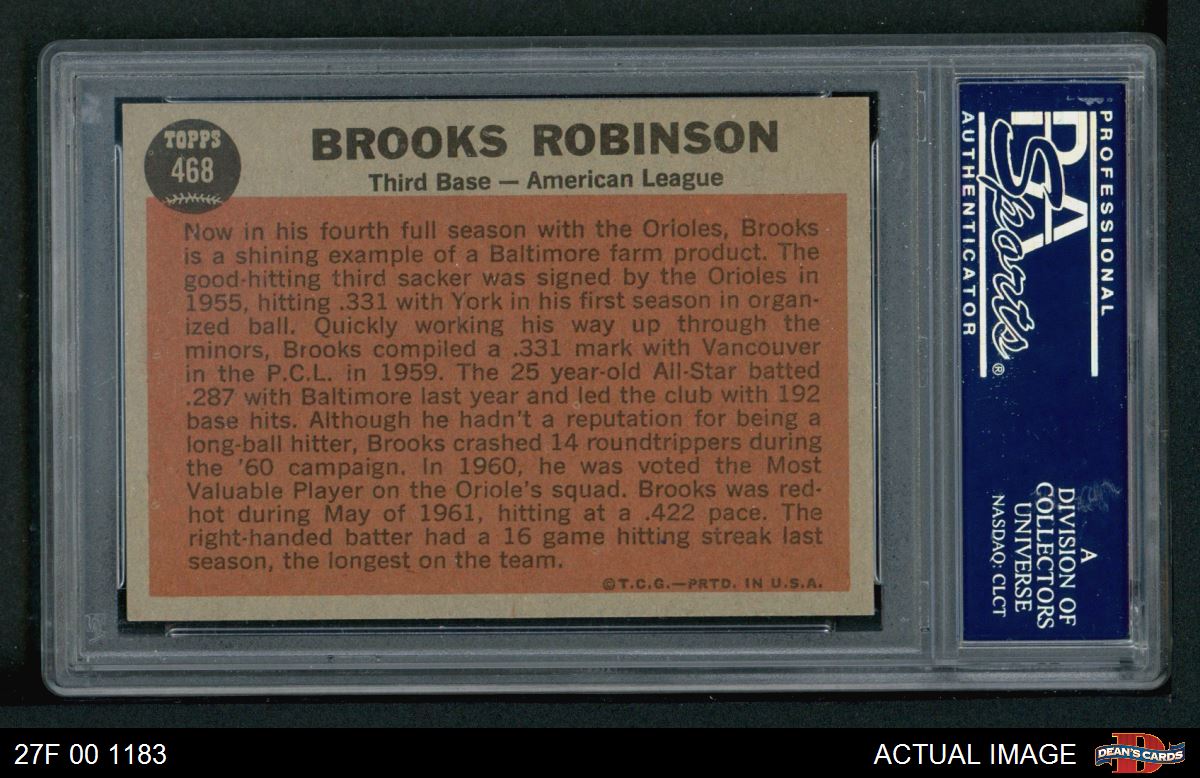 TOPPS
468
BROOKS ROBINSON
Third Base — American League
Now in his fourth full season with the Orioles, Brooks
is a shining example of a Baltimore farm product. The
good-hitting third sacker was signed by the Orioles in
1955, hitting .331 with York in his first season in organ-
ized ball. Quickly working his way up through the
minors, Brooks compiled a .331 mark with Vancouver
in the P.C.L. in 1959. The 25 year-old All-Star batted
.287 with Baltimore last year and led the club with 192
base hits. Although he hadn't a reputation for being a
long-ball hitter, Brooks crashed 14 roundtrippers during
the '60 campaign. In 1960, he was voted the Most
Valuable Player on the Oriole's squad. Brooks was red-
hot during May of 1961, hitting at a .422 pace. The
right-handed batter had a 16 game hitting streak last
season, the longest on the team.
©T.C.G.—PRTD. IN U.S.A.
PROFESSIONAL
PSA
Sports®
AUTHENTICATOR
A
DIVISION OF
COLLECTORS
UNIVERSE
NASDAQ: CLCT
27F 00 1183
ACTUAL IMAGE
DEAN'S CARDS